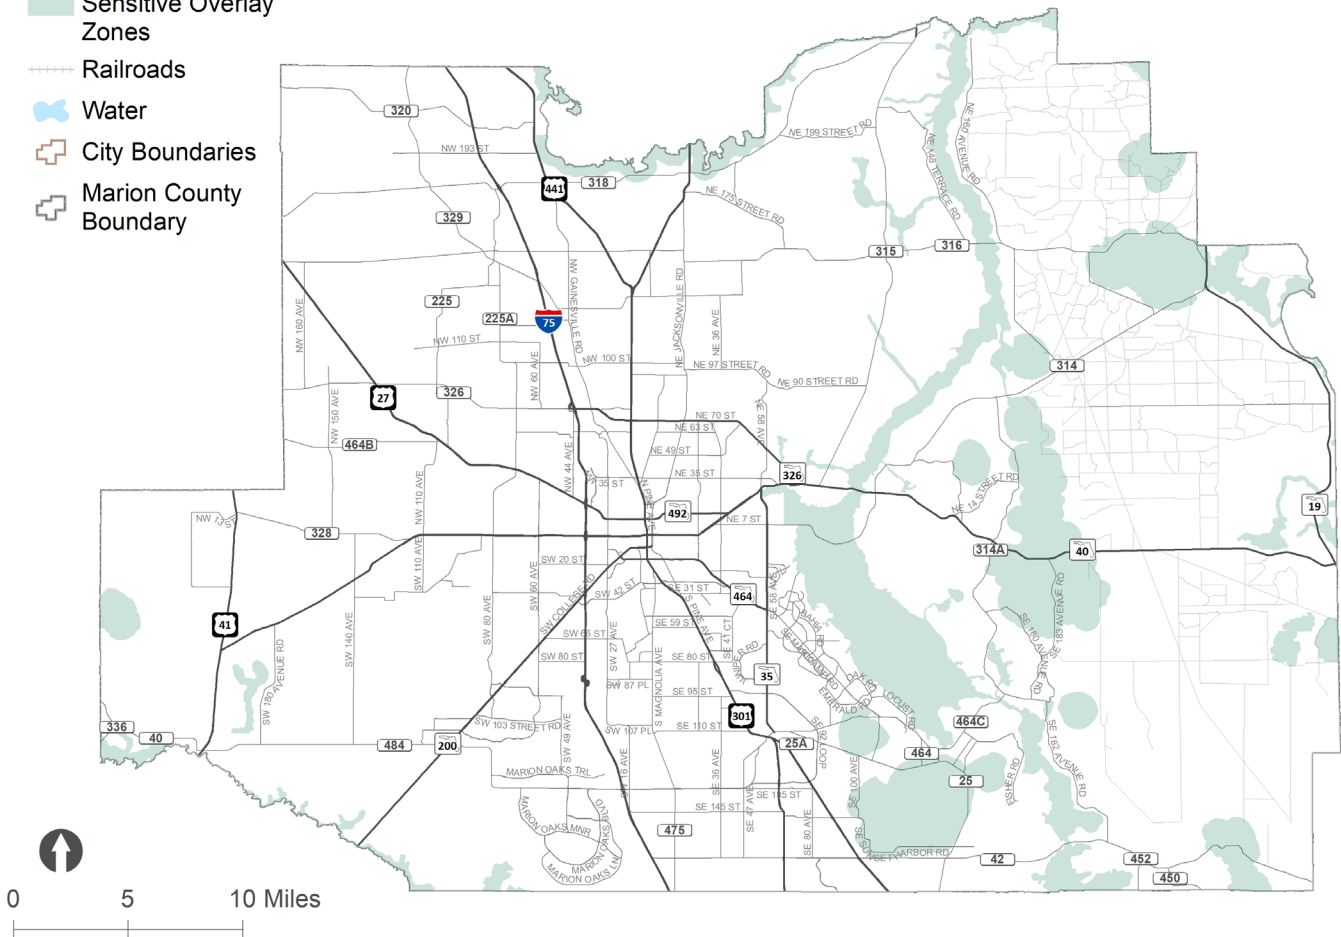 Sensitive Overlay
Zones
Railroads
Water
City Boundaries
Marion County
Boundary
320
NW 193 ST
441
318
NE 199 STREET RD
NE 160 AVENUE RD
NE 148 TERRACE RD
329
NE 175 STREET RD
315
316
NW 160 AVE
225
225A
75
NW GAINESVILLE RD
NE JACKSONVILLE RD
NE 36 AVE
NW 110 ST
NW 100 ST
NE 97 STREET RD
NE 90 STREET RD
314
27
326
NW 60 AVE
NW 150 AVE
NE 70 ST
NE 63 ST
NE 58 AVE
464B
NE 49 ST
NW 44 AVE
NW 35 ST
NE 35 ST
326
NW 110 AVE
N PINE AVE
492
NE 7 ST
NE 14 STREET RD
19
NW 13 ST
328
314A
40
SW 110 AVE
SW 20 ST
SW 60 AVE
SW COLLEGE RD
SW 42 ST
SE 31 ST
464
SE 58 AVE
SE 183 AVENUE RD
SE 180 AVENUE RD
41
SW 80 AVE
SW 140 AVE
SW 180 AVENUE RD
SW 66 ST
SW 27 AVE
SE 59 ST
S PINE AVE
SE 41 CT
BAHIA RD
SW 80 ST
SE 80 ST
S MAGNOLIA AVE
35
SW 87 PL
SE 95 ST
EMERALD RD
LOCUST RD
301
336
40
484
200
SW 103 STREET RD
SW 49 AVE
SW 107 PL
SE 110 ST
25A
SE 92 LOOP
464
464C
SE 182 AVENUE RD
MARION OAKS TRL
SW 16 AVE
SE 36 AVE
SE 100 AVE
25
FISHER RD
MARION OAKS MNR
MARION OAKS BLVD
MARION OAKS LN
475
SE 145 ST
SE 135 ST
SE 47 AVE
SE 80 AVE
SE SUNSET HARBOR RD
42
452
450
0
5
10 Miles